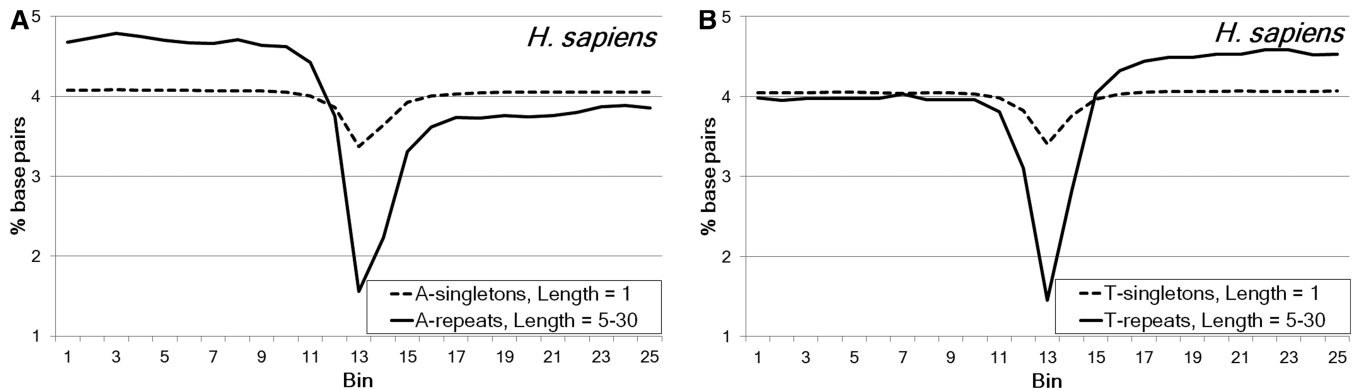 A
H. sapiens
% base pairs
5
4
3
2
1
A-singletons, Length = 1
A-repeats, Length = 5-30
1 3 5 7 9 11 13 15 17 19 21 23 25
Bin
B
H. sapiens
% base pairs
5
4
3
2
1
T-singletons, Length = 1
T-repeats, Length = 5-30
1 3 5 7 9 11 13 15 17 19 21 23 25
Bin